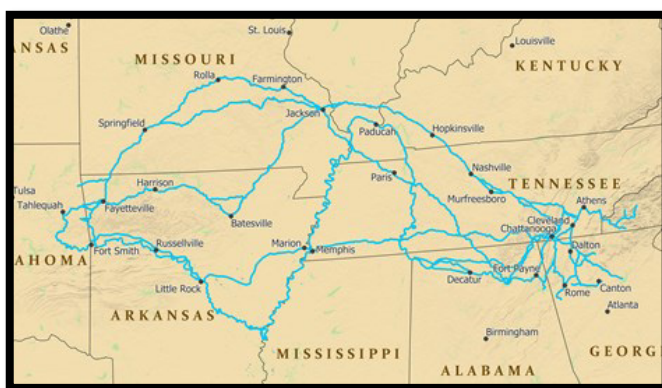 Olathe
ANSAS
St. Louis
MISSOURI
Louisville
KENTUCKY
Rolla
Farmington
Jackson
Springfield
Paducah
Hopkinsville
Paris
Nashville
Murfreesboro
TENNESSEE
Tulsa
Tahlequah
Harrison
Fayetteville
Batesville
Athens
Cleveland
Chattanooga
Dalton
AHOMA
Fort Smith
Russellville
Marion
Memphis
Fort Payne
Decatur
Little Rock
Rome
Canton
Atlanta
ARKANSAS
MISSISSIPPI
Birmingham
ALABAMA
GEORG